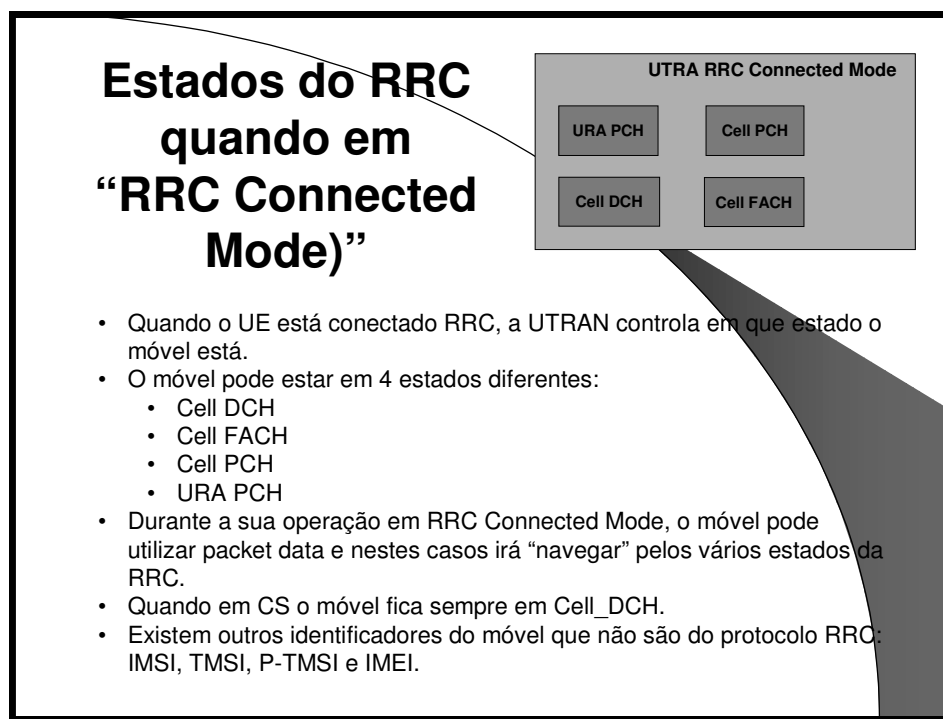 Estados do RRC
quando em
“RRC Connected
Mode)”
UTRA RRC Connected Mode
URA PCH
Cell PCH
Cell DCH
Cell FACH
• Quando o UE está conectado RRC, a UTRAN controla em que estado o
móvel está.
• O móvel pode estar em 4 estados diferentes:
• Cell DCH
• Cell FACH
• Cell PCH
• URA PCH
• Durante a sua operação em RRC Connected Mode, o móvel pode
utilizar packet data e nestes casos irá “navegar” pelos vários estados da
RRC.
• Quando em CS o móvel fica sempre em Cell_DCH.
• Existem outros identificadores do móvel que não são do protocolo RRC:
IMSI, TMSI, P-TMSI e IMEI.